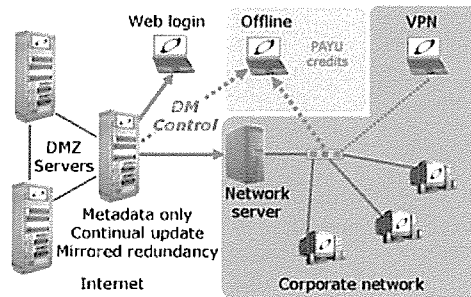 Web login
Offline
VPN
PAYU
credits
DM
Control
DMZ
Servers
Network
server
Metadata only
Continual update
Mirrored redundancy
Internet
Corporate network